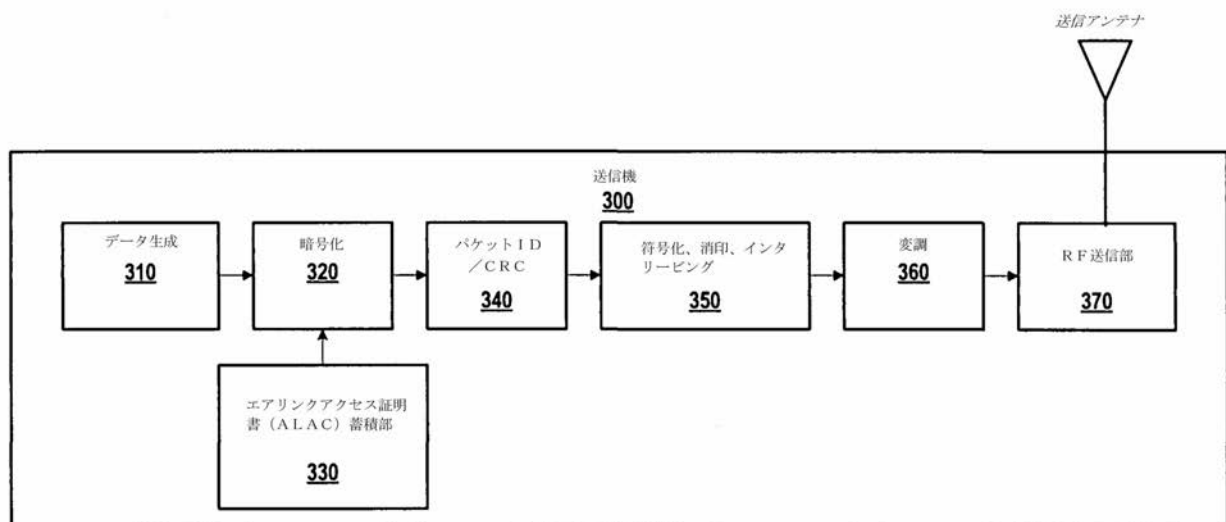 送信アンテナ
送信機
300
データ生成
310
暗号化
320
パケットID
／CRC
340
符号化、消印、インタ
リービング
350
変調
360
RF送信部
370
エアリンクアクセス証明
書（ALAC）蓄積部
330